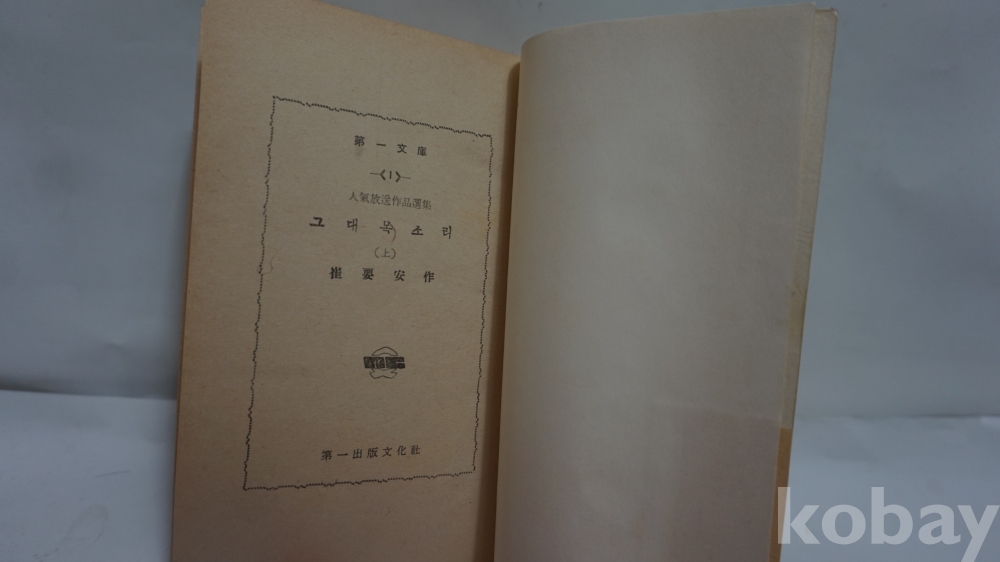 第一文庫
1
人氣放送作品選集
그대 목소리
(上)
崔要安作
第一出版文化社
kobay